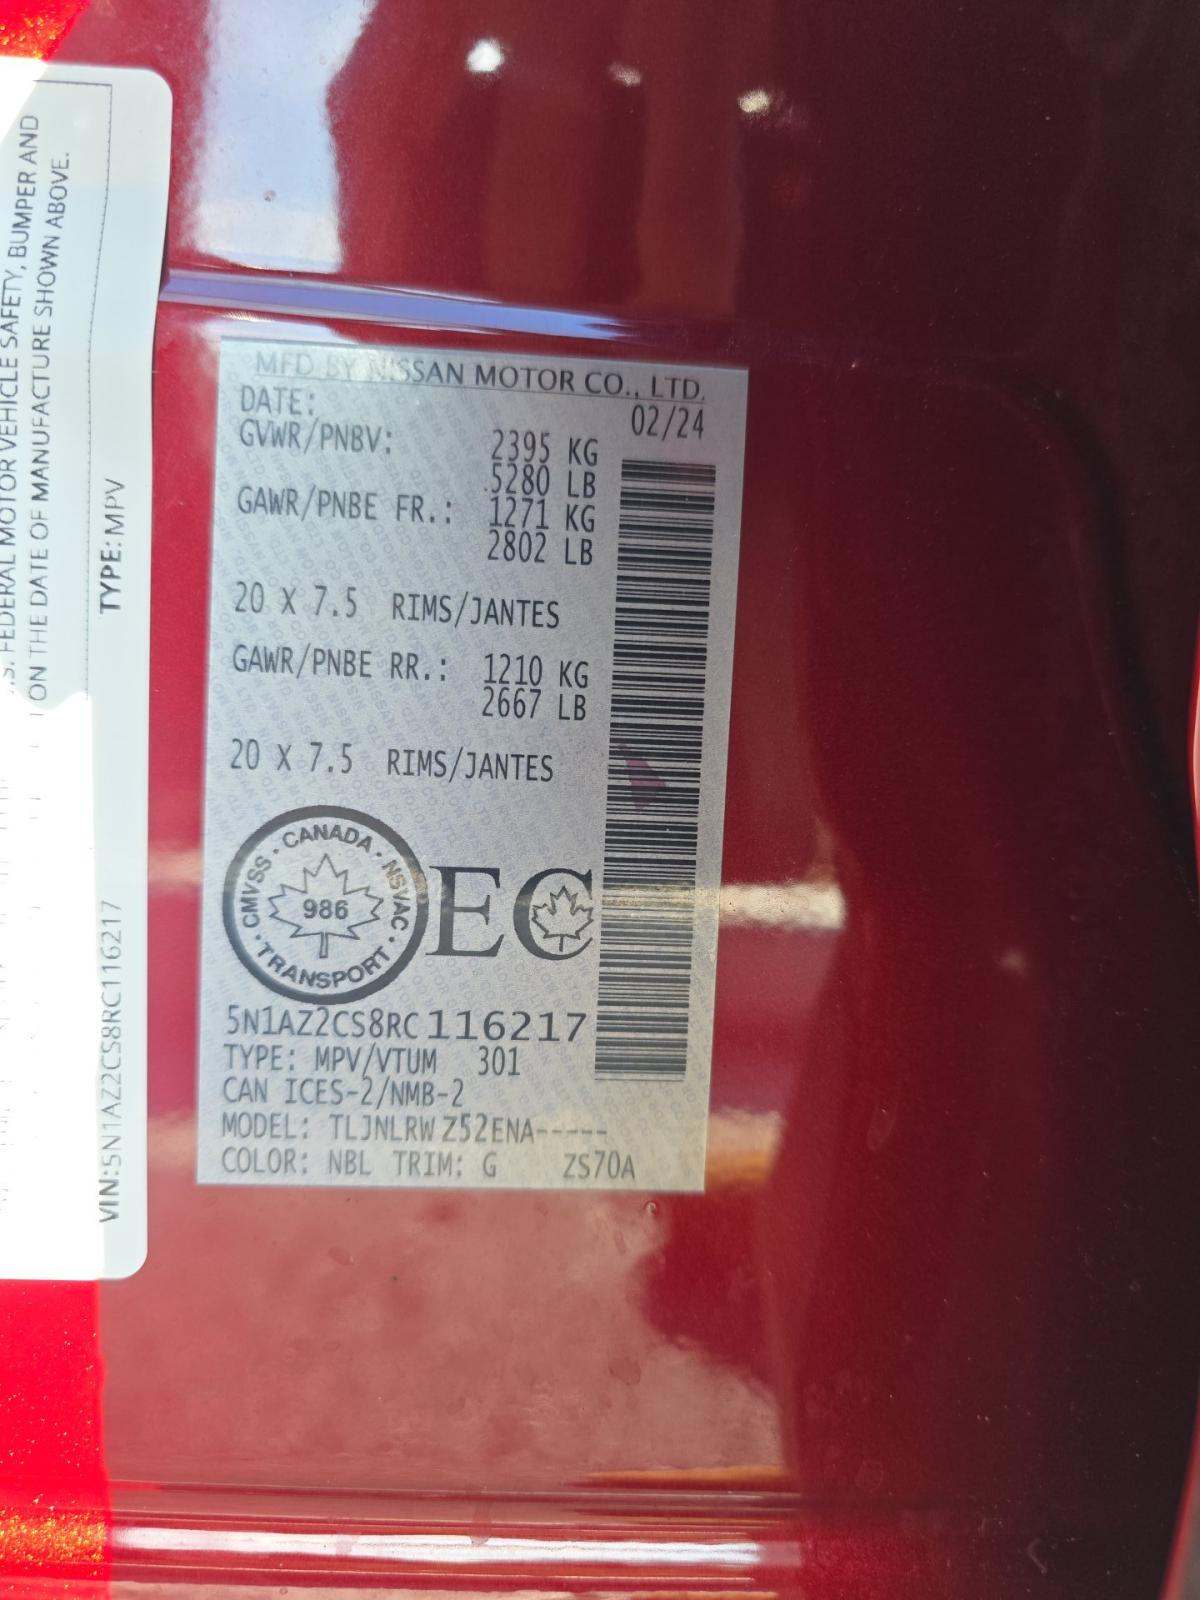 MFD BY NISSAN MOTOR CO., LTD.
DATE: 02/24
GVWR/PNBV: 2395 KG
5280 LB
GAWR/PNBE FR.: 1271 KG
2802 LB
20 X 7.5 RIMS/JANTES
GAWR/PNBE RR.: 1210 KG
2667 LB
20 X 7.5 RIMS/JANTES
CANADA · NSVAC · TRANSPORT · CMVSS ·
986
EC
5N1AZ2CS8RC116217
TYPE: MPV/VTUM 301
CAN ICES-2/NMB-2
MODEL: TLJNLRW Z52ENA-----
COLOR: NBL TRIM: G ZS70A
FEDERAL MOTOR VEHICLE SAFETY, BUMPER AND
ON THE DATE OF MANUFACTURE SHOWN ABOVE.
VIN:5N1AZ2CS8RC116217 TYPE:MPV